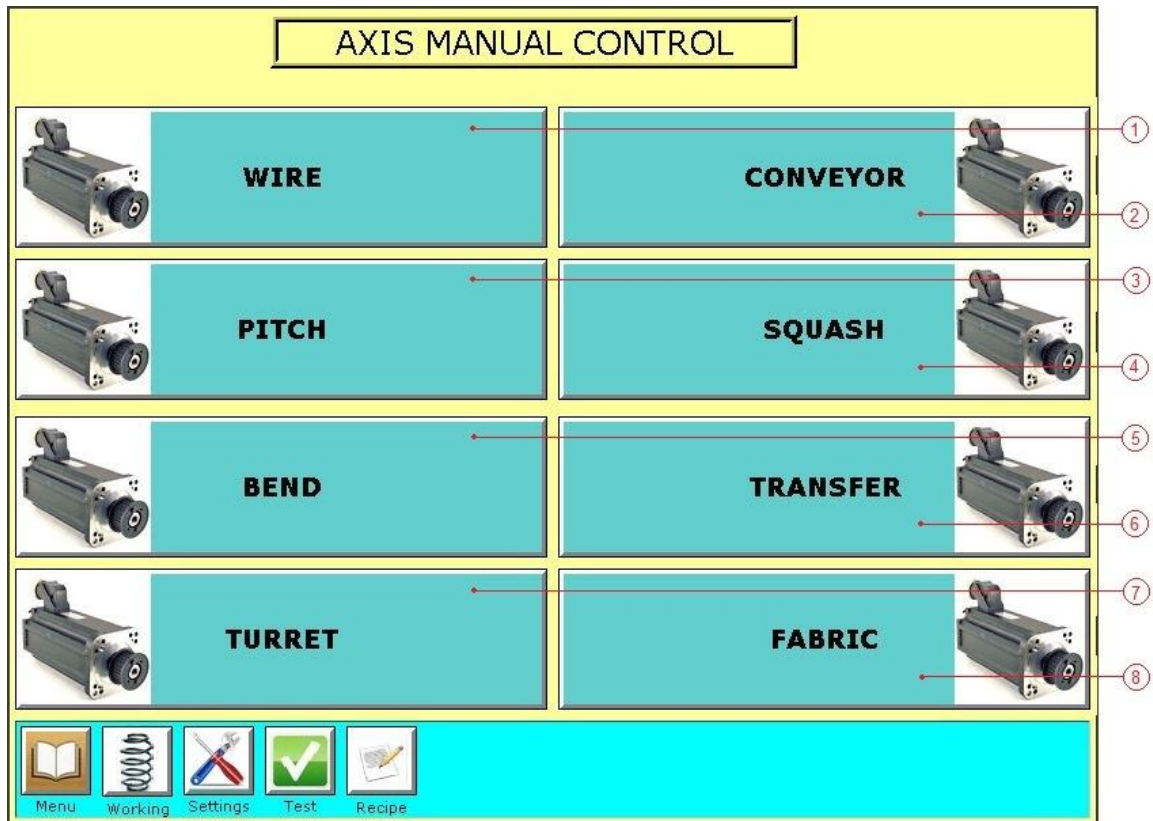 AXIS MANUAL CONTROL
WIRE
CONVEYOR
1
2
PITCH
SQUASH
3
4
BEND
TRANSFER
5
6
TURRET
FABRIC
7
8
Menu
Working
Settings
Test
Recipe